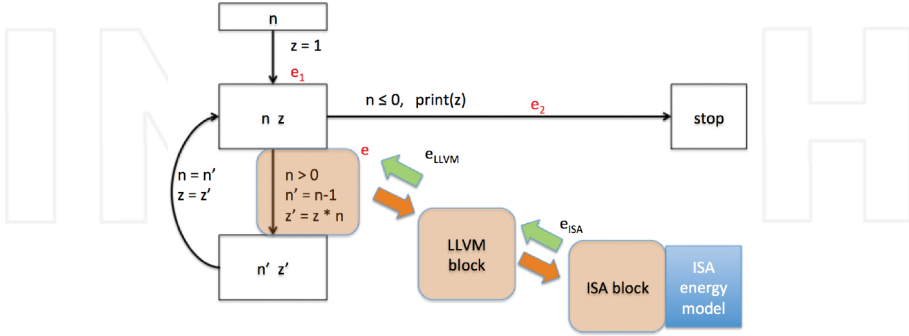 n
z = 1
e₁
n z
n ≤ 0, print(z)
e₂
stop
e
eLLVM
n = n'
z = z'
n > 0
n' = n-1
z' = z * n
LLVM
block
eISA
n' z'
ISA block
ISA
energy
model